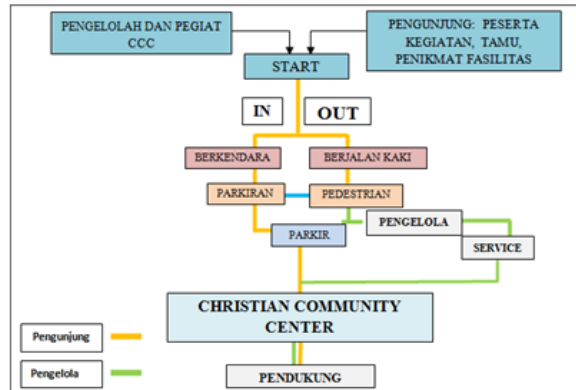 PENGELOLAH DAN PEGIAT
CCC
PENGUNJUNG: PESERTA
KEGIATAN, TAMU,
PENIKMAT FASILITAS
START
IN
OUT
BERKENDARA
BERJALAN KAKI
PARKIRAN
PEDESTRIAN
PENGELOLA
PARKIR
SERVICE
CHRISTIAN COMMUNITY
CENTER
Pengunjung
Pengelola
PENDUKUNG